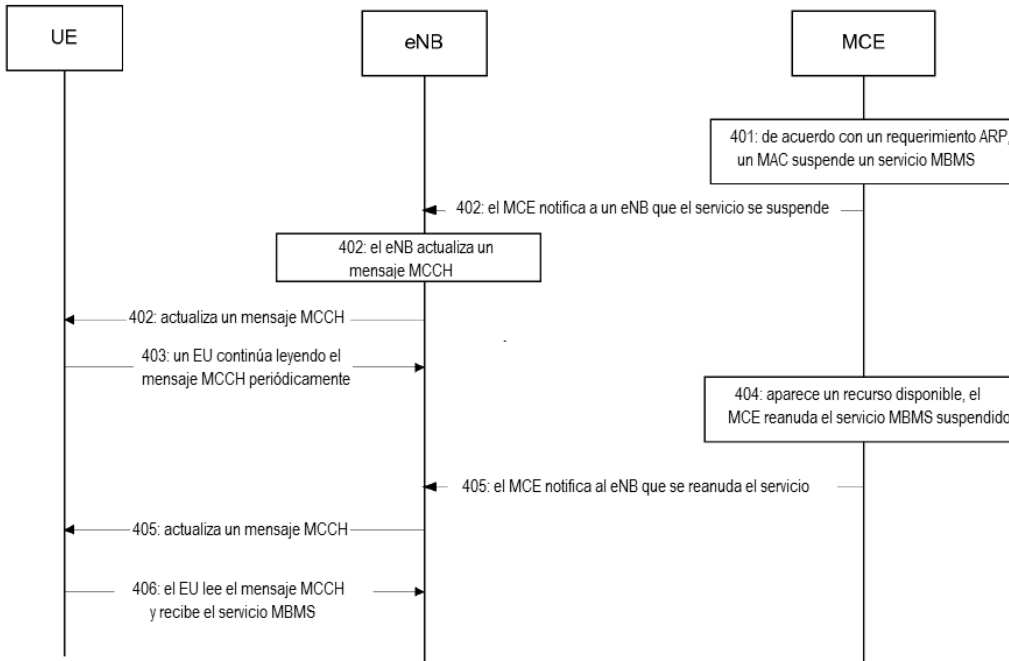 UE
eNB
MCE
401: de acuerdo con un requerimiento ARP,
un MAC suspende un servicio MBMS
402: el MCE notifica a un eNB que el servicio se suspende
402: el eNB actualiza un
mensaje MCCH
402: actualiza un mensaje MCCH
403: un EU continúa leyendo el
mensaje MCCH periódicamente
404: aparece un recurso disponible, el
MCE reanuda el servicio MBMS suspendido
405: el MCE notifica al eNB que se reanuda el servicio
405: actualiza un mensaje MCCH
406: el EU lee el mensaje MCCH
y recibe el servicio MBMS